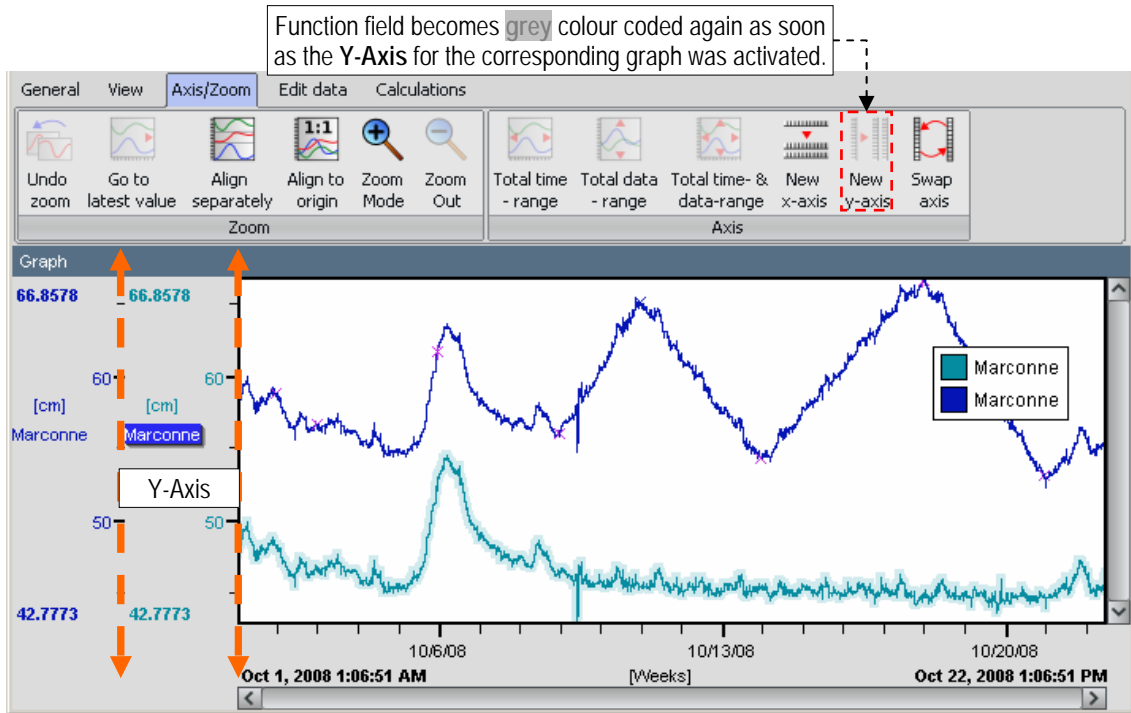 Function field becomes grey colour coded again as soon
as the Y-Axis for the corresponding graph was activated.
General View Axis/Zoom Edit data Calculations
1:1
Undo zoom
Go to latest value
Align separately
Align to origin
Zoom Mode
Zoom Out
Total time - range
Total data - range
Total time- & data-range
New x-axis
New y-axis
Swap axis
Zoom
Axis
Graph
66.8578 66.8578
60 60
[cm] [cm]
Marconne Marconne
Y-Axis
50 50
42.7773 42.7773
Marconne
Marconne
10/6/08 10/13/08 10/20/08
Oct 1, 2008 1:06:51 AM [Weeks] Oct 22, 2008 1:06:51 PM